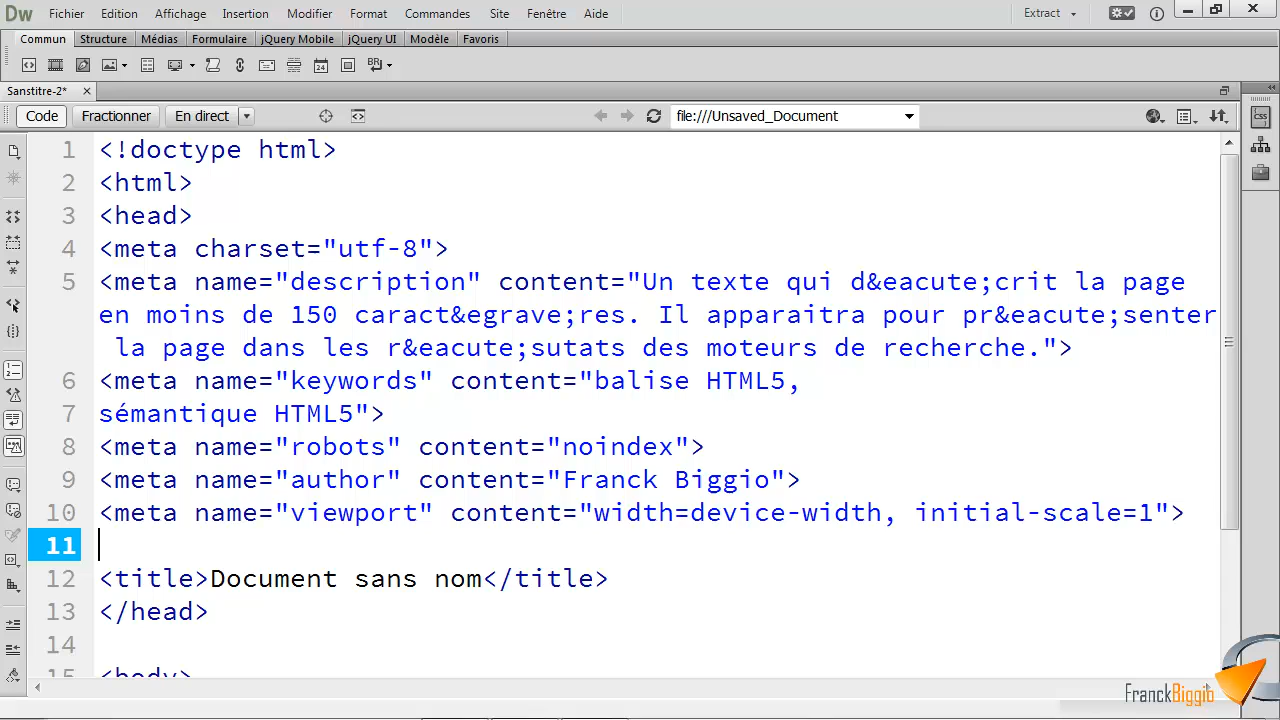 Dw Fichier Edition Affichage Insertion Modifier Format Commandes Site Fenêtre Aide Extract
Commun Structure Médias Formulaire jQuery Mobile jQuery UI Modèle Favoris
BR
Sanstitre-2* ×
Code Fractionner En direct file:///Unsaved_Document
CSS
1 <!doctype html>
2 <html>
3 <head>
4 <meta charset="utf-8">
5 <meta name="description" content="Un texte qui d&eacute;crit la page
en moins de 150 caract&egrave;res. Il apparaitra pour pr&eacute;senter
la page dans les r&eacute;sutats des moteurs de recherche.">
6 <meta name="keywords" content="balise HTML5,
7 sémantique HTML5">
8 <meta name="robots" content="noindex">
9 <meta name="author" content="Franck Biggio">
10 <meta name="viewport" content="width=device-width, initial-scale=1">
11
12 <title>Document sans nom</title>
13 </head>
14
15 <body>
FranckBiggio